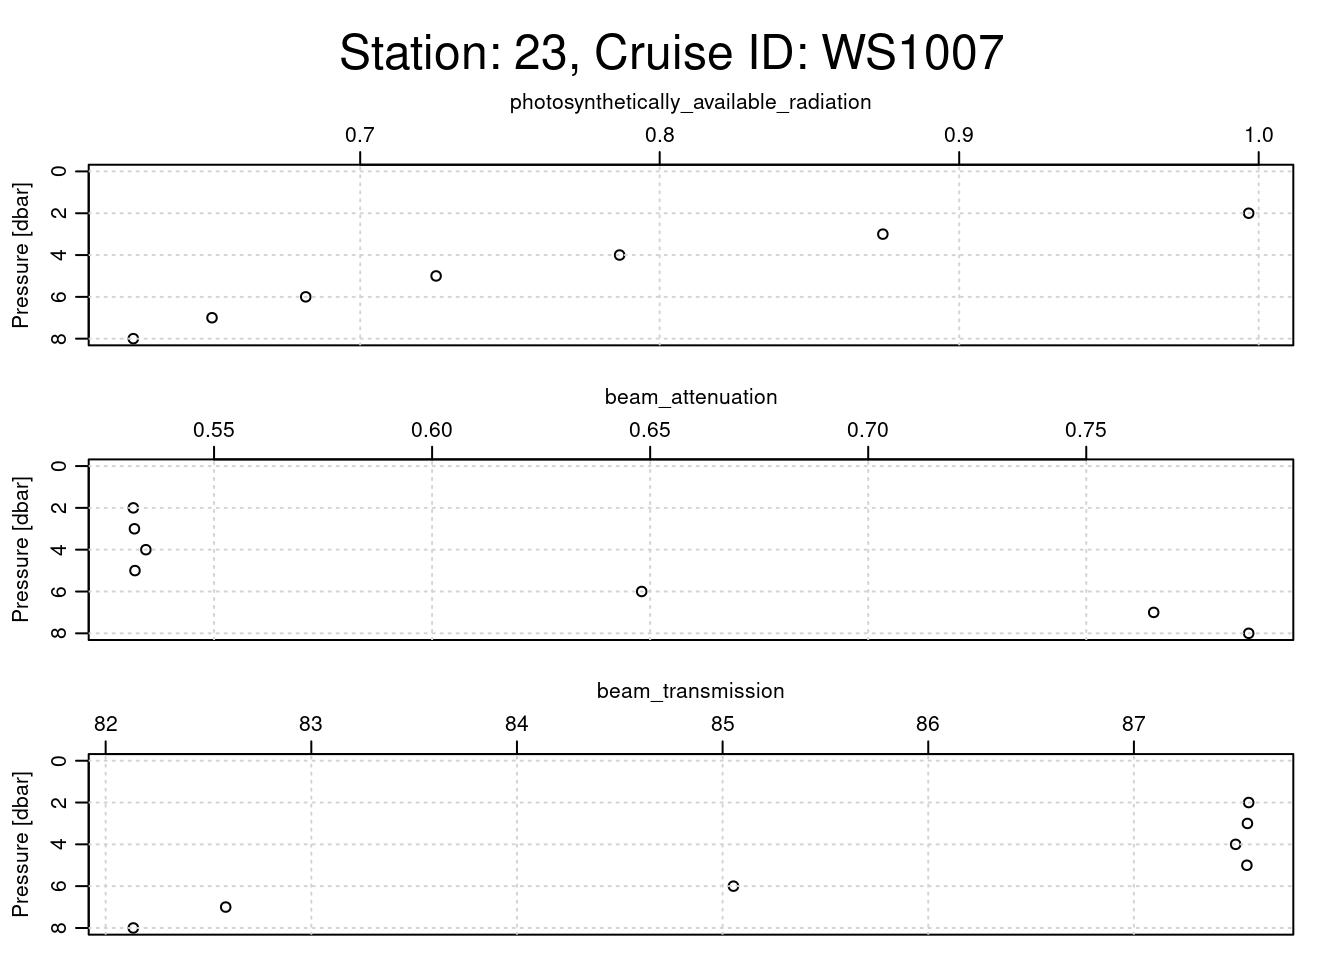 Station: 23, Cruise ID: WS1007
photosynthetically_available_radiation
0.7 0.8 0.9 1.0
Pressure [dbar]
0
2
4
6
8
beam_attenuation
0.55 0.60 0.65 0.70 0.75
Pressure [dbar]
0
2
4
6
8
beam_transmission
82 83 84 85 86 87
Pressure [dbar]
0
2
4
6
8